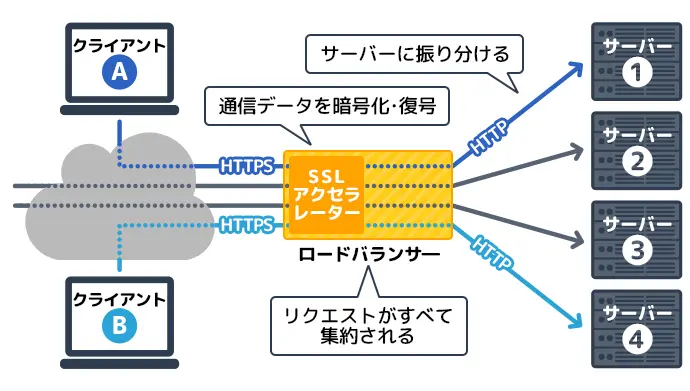 クライアント
A
サーバーに振り分ける
サーバー
1
通信データを暗号化・復号
HTTP
サーバー
2
HTTPS
SSL
アクセラ
レーター
HTTPS
サーバー
3
ロードバランサー
HTTP
クライアント
B
リクエストがすべて
集約される
サーバー
4